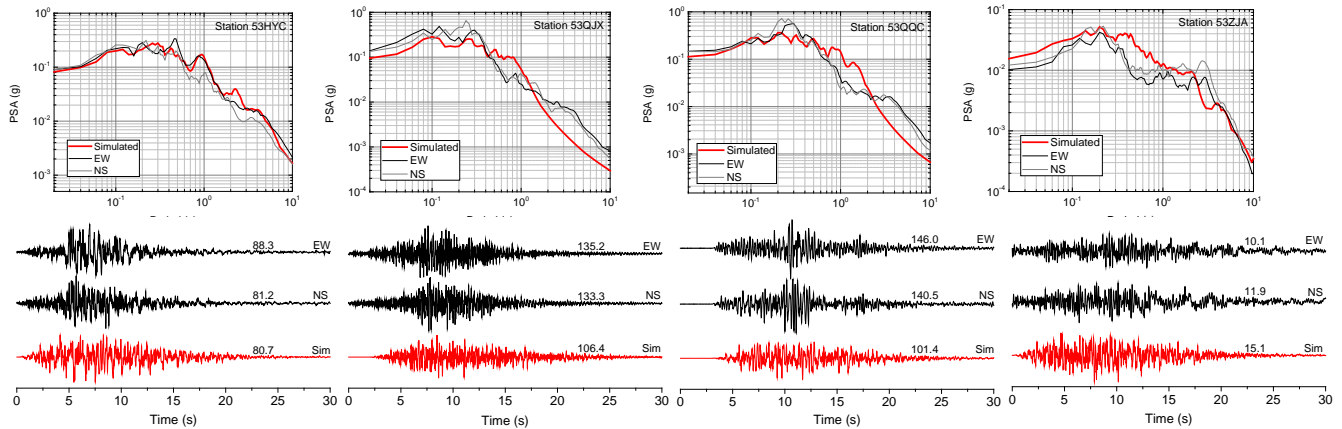 Station 53HYC
10⁰
10⁻¹
10⁻²
10⁻³
PSA (g)
Simulated
EW
NS
10⁻¹ 10⁰ 10¹
Station 53QJX
10⁰
10⁻¹
10⁻²
10⁻³
10⁻⁴
PSA (g)
Simulated
EW
NS
10⁻¹ 10⁰ 10¹
Station 53QQC
10⁰
10⁻¹
10⁻²
10⁻³
PSA (g)
Simulated
EW
NS
10⁻¹ 10⁰ 10¹
Station 53ZJA
10⁻¹
10⁻²
10⁻³
10⁻⁴
PSA (g)
Simulated
EW
NS
10⁻¹ 10⁰ 10¹
88.3 EW
81.2 NS
80.7 Sim
0 5 10 15 20 25 30
Time (s)
135.2 EW
133.3 NS
106.4 Sim
0 5 10 15 20 25 30
Time (s)
146.0 EW
140.5 NS
101.4 Sim
0 5 10 15 20 25 30
Time (s)
10.1 EW
11.9 NS
15.1 Sim
0 5 10 15 20 25 30
Time (s)